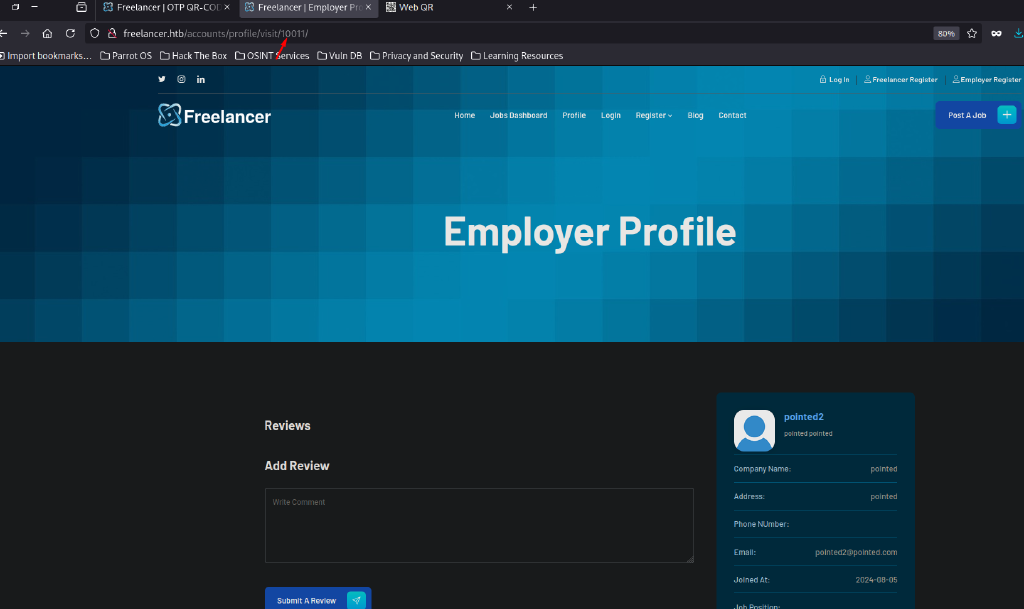 Freelancer | OTP QR-COD
Freelancer | Employer Pro
Web QR
freelancer.htb/accounts/profile/visit/10011/
80%
Import bookmarks...
Parrot OS
Hack The Box
OSINT Services
Vuln DB
Privacy and Security
Learning Resources
Log In
Freelancer Register
Employer Register
Freelancer
Home
Jobs Dashboard
Profile
Login
Register
Blog
Contact
Post A Job
Employer Profile
Reviews
Add Review
Write Comment
Submit A Review
pointed2
pointed pointed
Company Name: pointed
Address: pointed
Phone NUmber:
Email: pointed2@pointed.com
Joined At: 2024-08-05
Job Position: